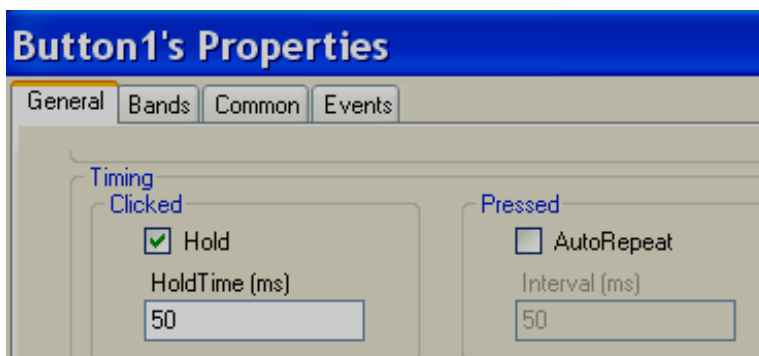 Button1's Properties
General Bands Common Events
Timing
Clicked Pressed
Hold AutoRepeat
HoldTime (ms) Interval (ms)
50 50